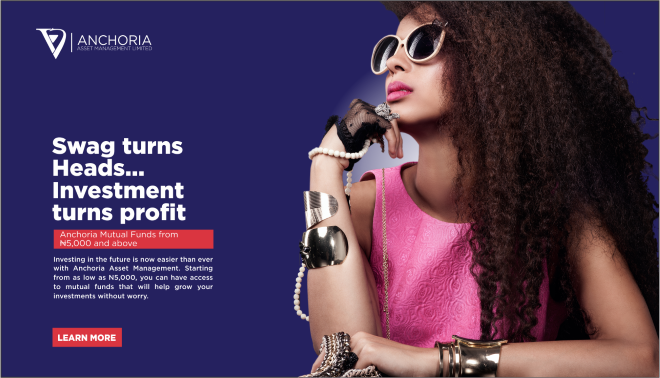 ANCHORIA
ASSET MANAGEMENT LIMITED
Swag turns
Heads...
Investment
turns profit
Anchoria Mutual Funds from
₦5,000 and above
Investing in the future is now easier than ever
with Anchoria Asset Management. Starting
from as low as ₦5,000, you can have access
to mutual funds that will help grow your
investments without worry.
LEARN MORE